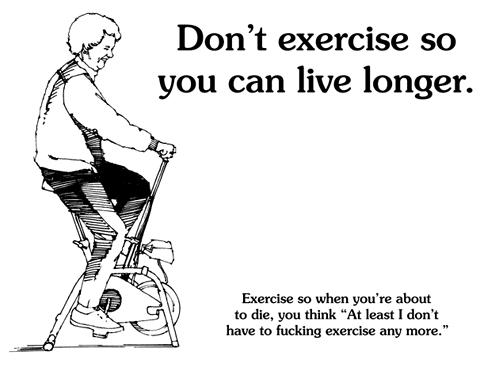 Don't exercise so
you can live longer.
Exercise so when you're about
to die, you think "At least I don't
have to fucking exercise any more."